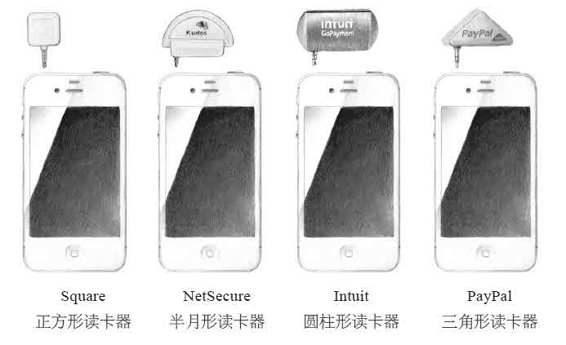 Kudos
intuit
GoPayment
PayPal
Square
NetSecure
Intuit
PayPal
正方形读卡器
半月形读卡器
圆柱形读卡器
三角形读卡器